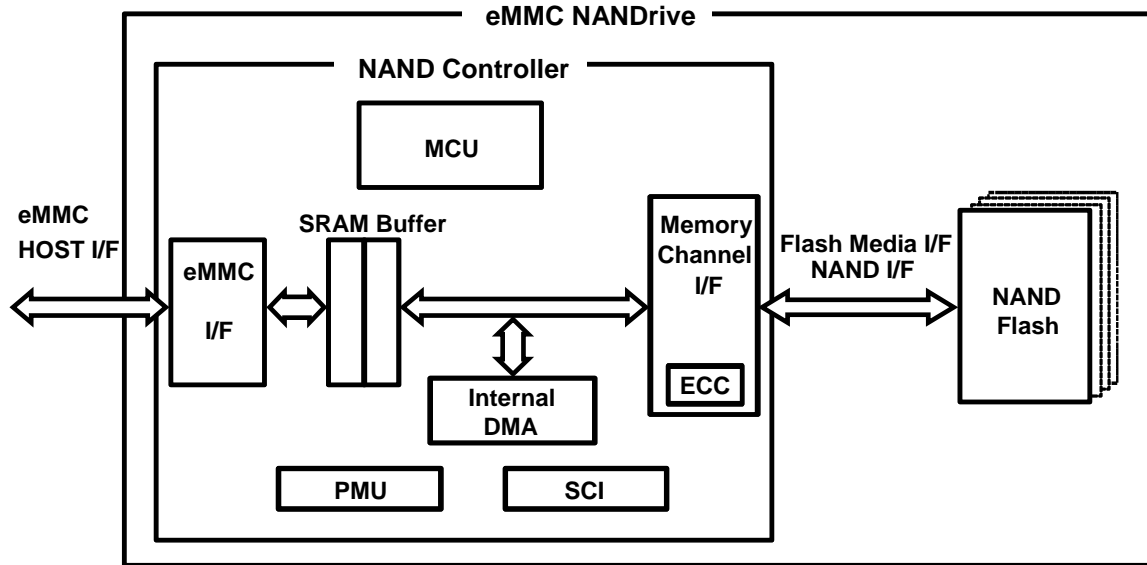 eMMC NANDrive
NAND Controller
MCU
eMMC
HOST I/F
SRAM Buffer
eMMC
I/F
Memory
Channel
I/F
ECC
Flash Media I/F
NAND I/F
NAND
Flash
Internal
DMA
PMU
SCI